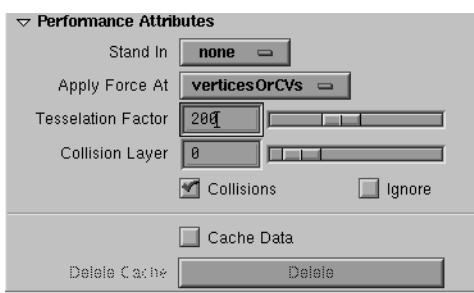 Performance Attributes
Stand In none
Apply Force At verticesOrCVs
Tesselation Factor 200
Collision Layer 0
Collisions Ignore
Cache Data
Delete Cache Delete